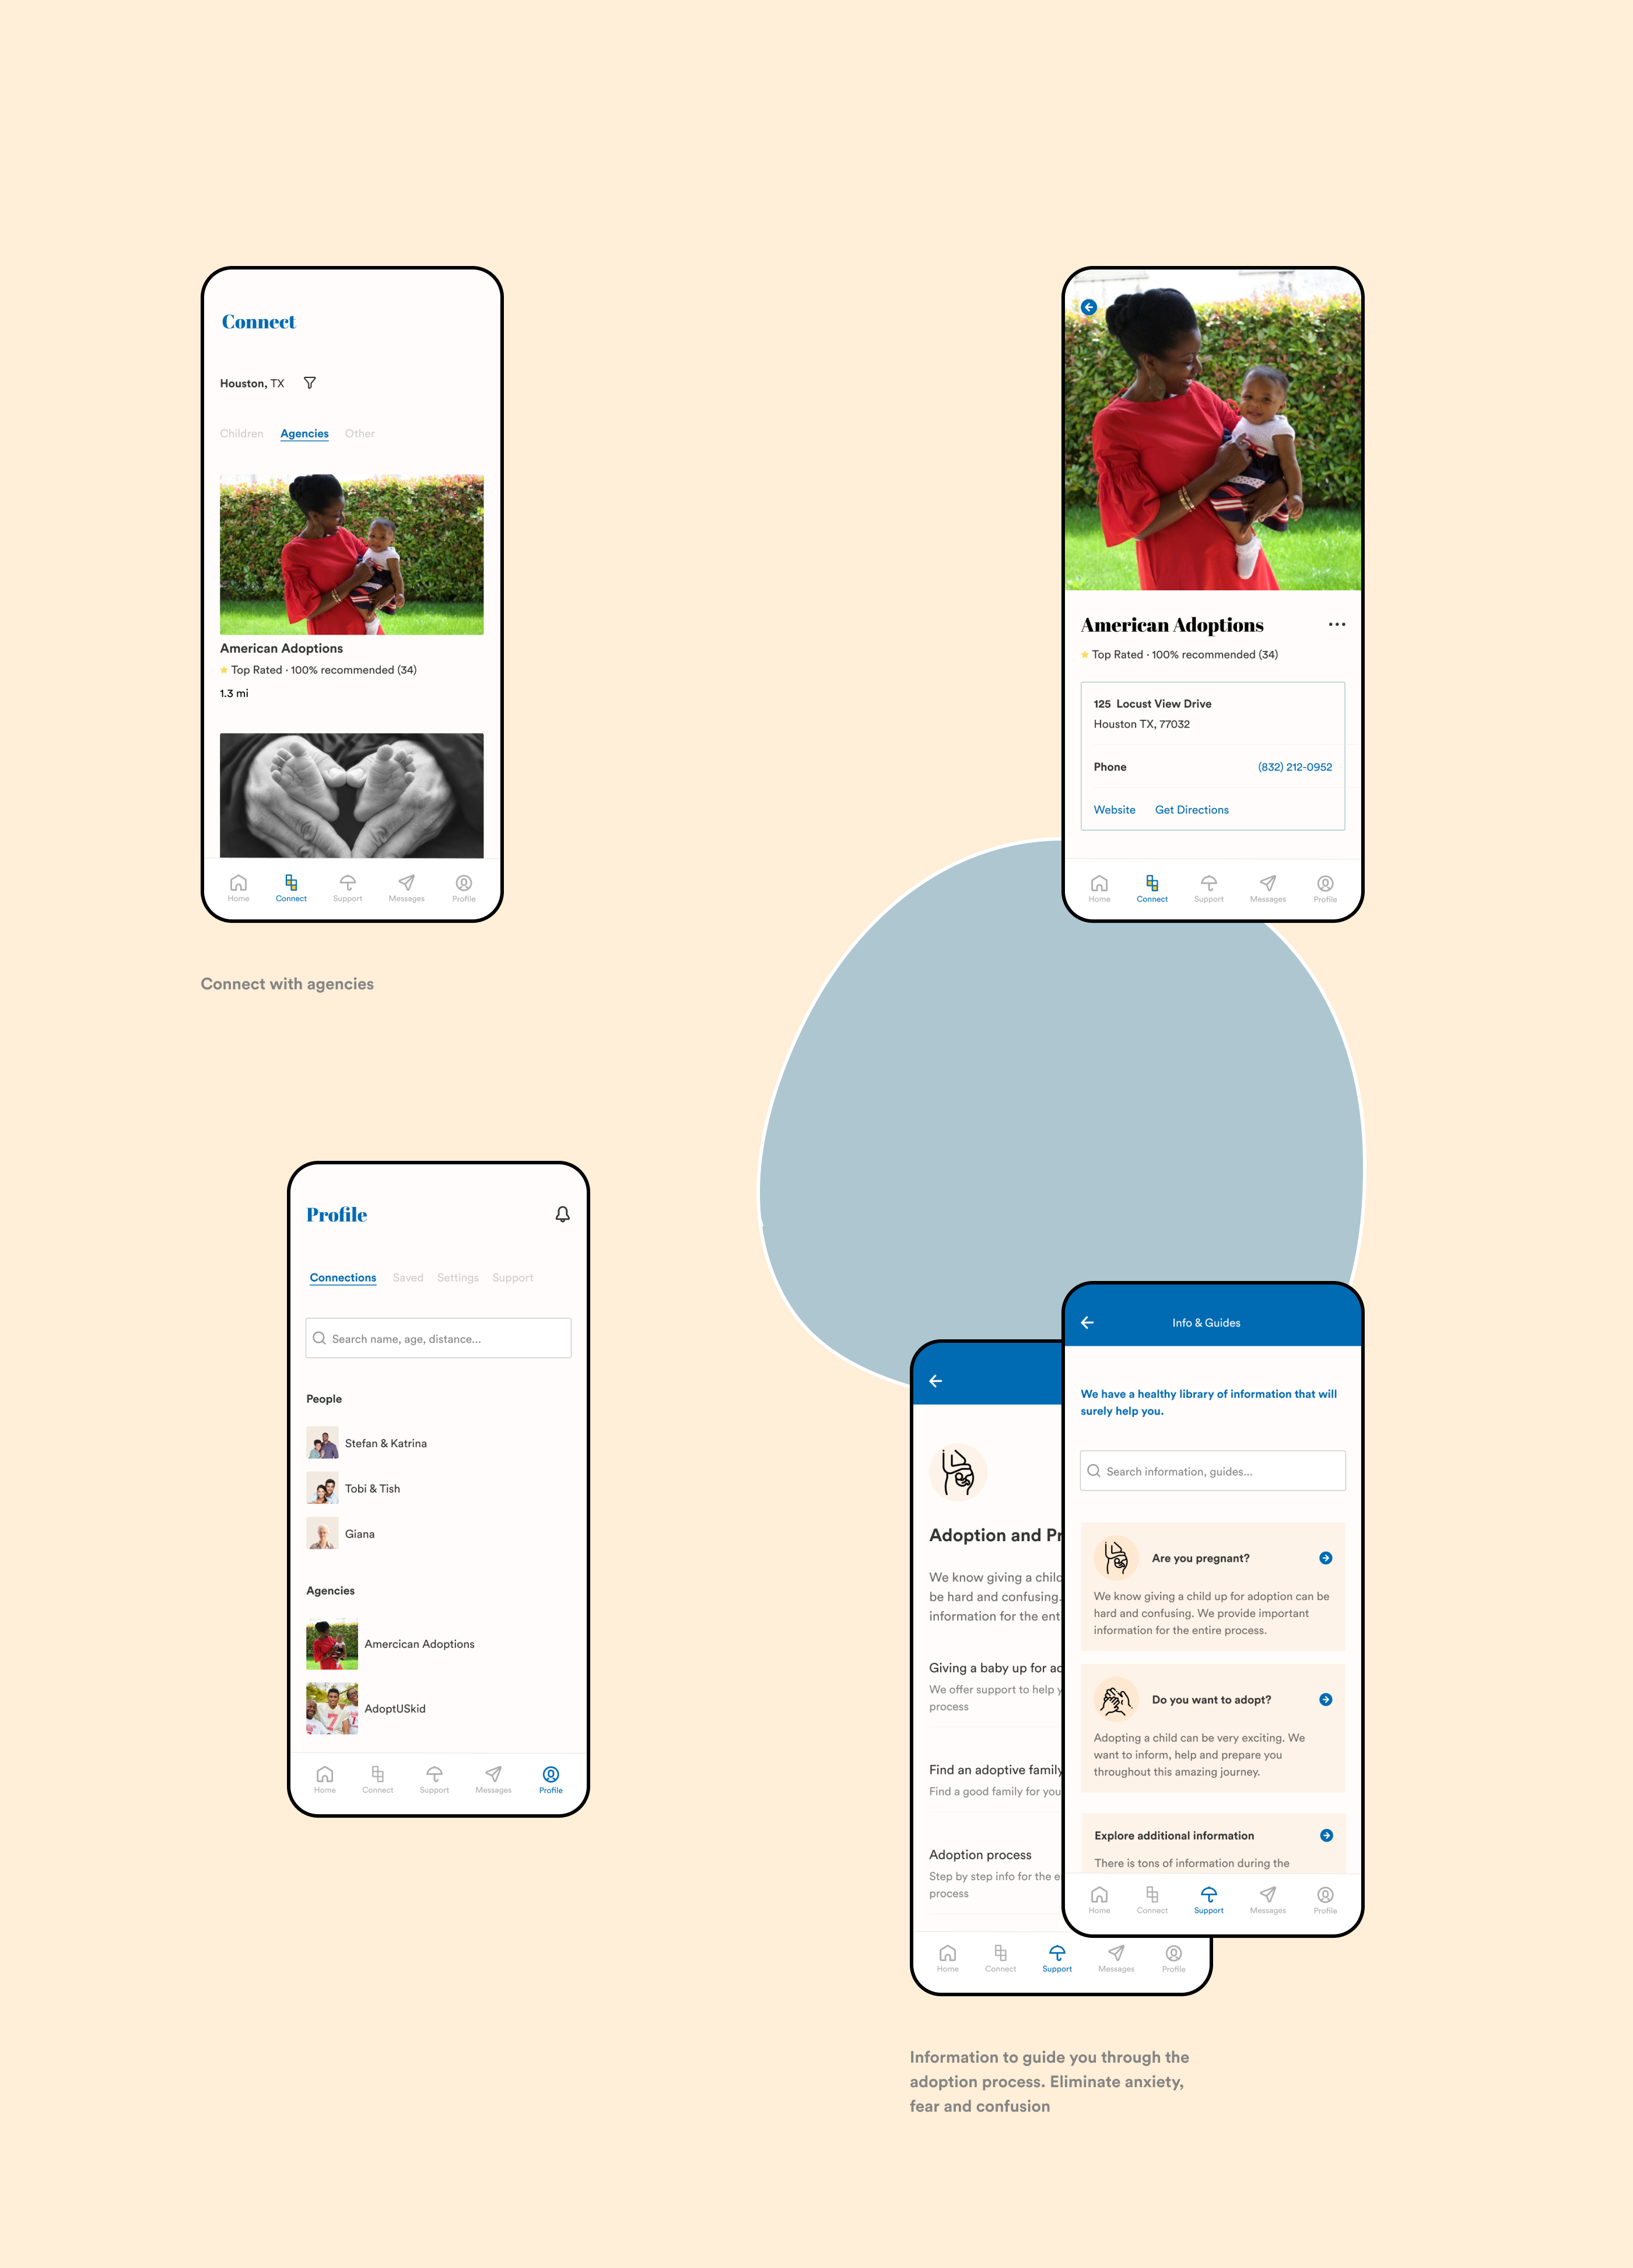 Connect
Houston, TX
Children Agencies Other
American Adoptions
Top Rated · 100% recommended (34)
1.3 mi
Home Connect Support Messages Profile
Connect with agencies
American Adoptions
Top Rated · 100% recommended (34)
125 Locust View Drive
Houston TX, 77032
Phone (832) 212-0952
Website Get Directions
Home Connect Support Messages Profile
Profile
Connections Saved Settings Support
Search name, age, distance...
People
Stefan & Katrina
Tobi & Tish
Giana
Agencies
Amercican Adoptions
7
AdoptUSkid
Home Connect Support Messages Profile
Adoption and Pr
We know giving a chilc
be hard and confusing.
information for the ent
Giving a baby up for ac
We offer support to help y
process
Find an adoptive family
Find a good family for you
Adoption process
Step by step info for the e
process
Home Connect Support Messages Profile
Info & Guides
We have a healthy library of information that will
surely help you.
Search information, guides...
Are you pregnant?
We know giving a child up for adoption can be
hard and confusing. We provide important
information for the entire process.
Do you want to adopt?
Adopting a child can be very exciting. We
want to inform, help and prepare you
throughout this amazing journey.
Explore additional information
There is tons of information during the
Home Connect Support Messages Profile
Information to guide you through the
adoption process. Eliminate anxiety,
fear and confusion